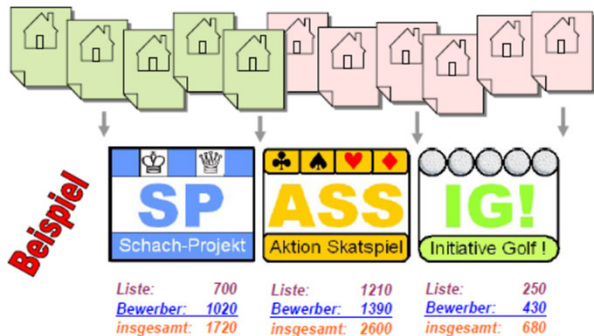 Beispiel
SP
Schach-Projekt
ASS
Aktion Skatspiel
IG!
Initiative Golf !
Liste: 700
Bewerber: 1020
insgesamt: 1720
Liste: 1210
Bewerber: 1390
insgesamt: 2600
Liste: 250
Bewerber: 430
insgesamt: 680